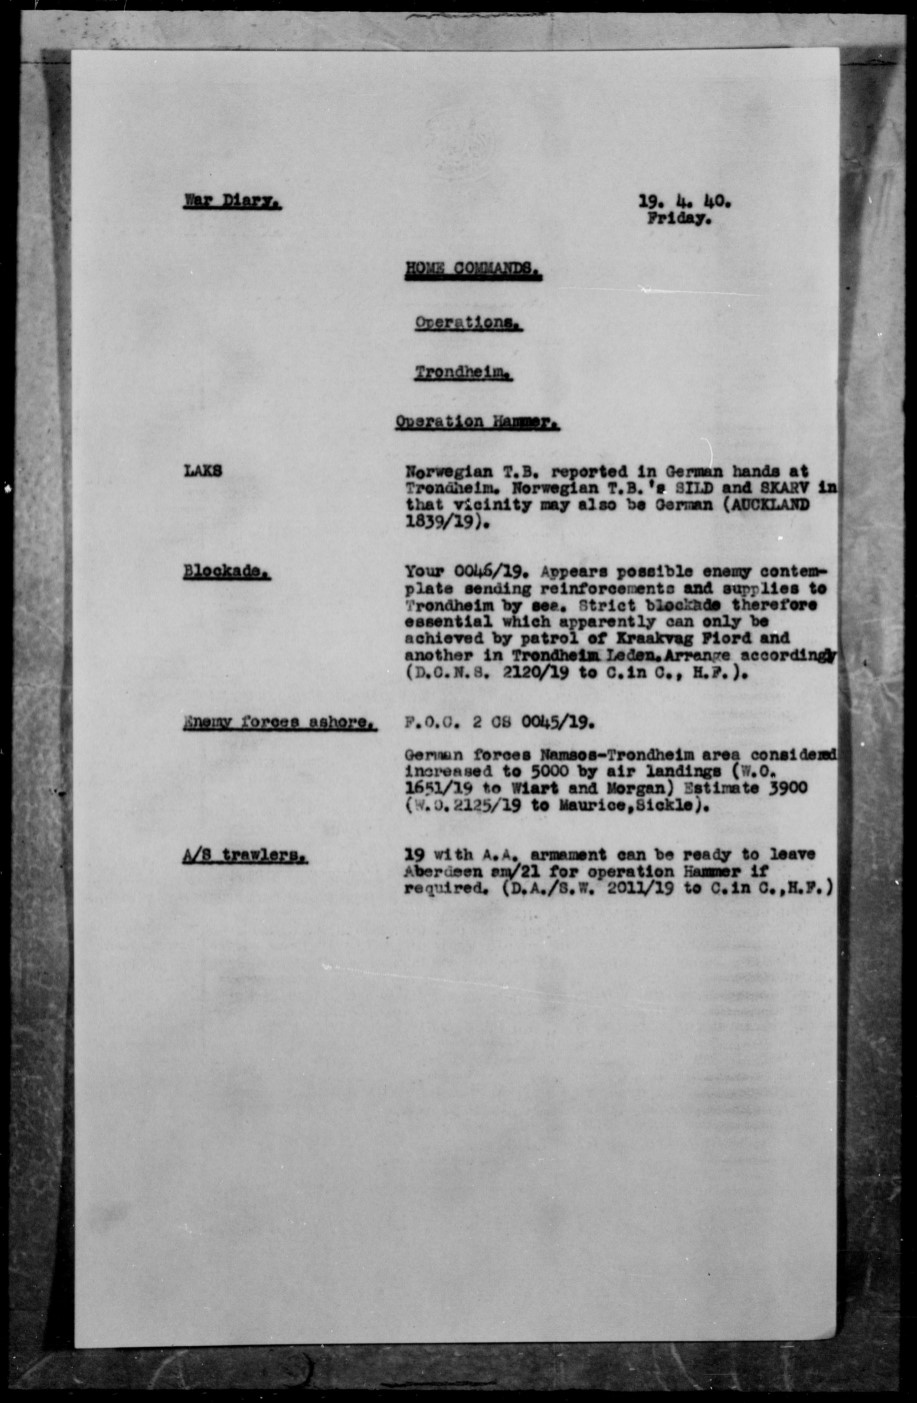 War Diary.
19. 4. 40.
Friday.
HOME COMMANDS.
Operations.
Trondheim.
Operation Hammer.
LAKS
Norwegian T.B. reported in German hands at
Trondheim. Norwegian T.B.'s SILD and SKARV in
that vicinity may also be German (AUCKLAND
1839/19).
Blockade.
Your 0046/19. Appears possible enemy contem-
plate sending reinforcements and supplies to
Trondheim by sea. Strict blockade therefore
essential which apparently can only be
achieved by patrol of Kraakvag Fiord and
another in Trondheim Leden.Arrange accordingly
(D.C.N.S. 2120/19 to C.in C., H.F.).
Enemy forces ashore.
F.O.C. 2 CS 0045/19.
German forces Namsos-Trondheim area considered
increased to 5000 by air landings (W.O.
1651/19 to Wiart and Morgan) Estimate 3900
(W.O.2125/19 to Maurice,Sickle).
A/S trawlers.
19 with A.A. armament can be ready to leave
Aberdeen am/21 for operation Hammer if
required. (D.A./S.W. 2011/19 to C.in C.,H.F.)